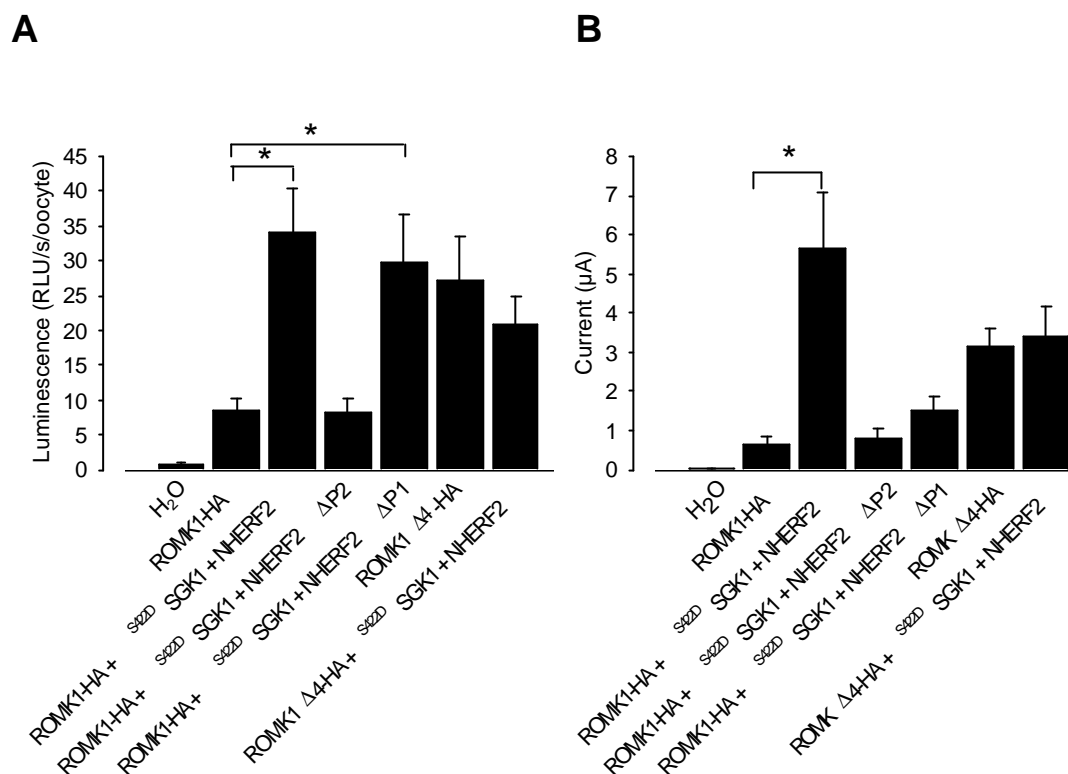 A
B
*
*
*
Luminescence (RLU/s/oocyte)
45
40
35
30
25
20
15
10
5
0
H₂O
ROMK1-HA
ROMK1-HA + S422D SGK1 + NHERF2
ROMK1-HA + S422D SGK1 + NHERF2 ΔP2
ROMK1-HA + S422D SGK1 + NHERF2 ΔP1
ROMK1 Δ4-HA
ROMK1 Δ4-HA + S422D SGK1 + NHERF2
Current (µA)
8
7
6
5
4
3
2
1
0
H₂O
ROMK1-HA
ROMK1-HA + S422D SGK1 + NHERF2
ROMK1-HA + S422D SGK1 + NHERF2 ΔP2
ROMK1-HA + S422D SGK1 + NHERF2 ΔP1
ROMK Δ4-HA
ROMK Δ4-HA + S422D SGK1 + NHERF2